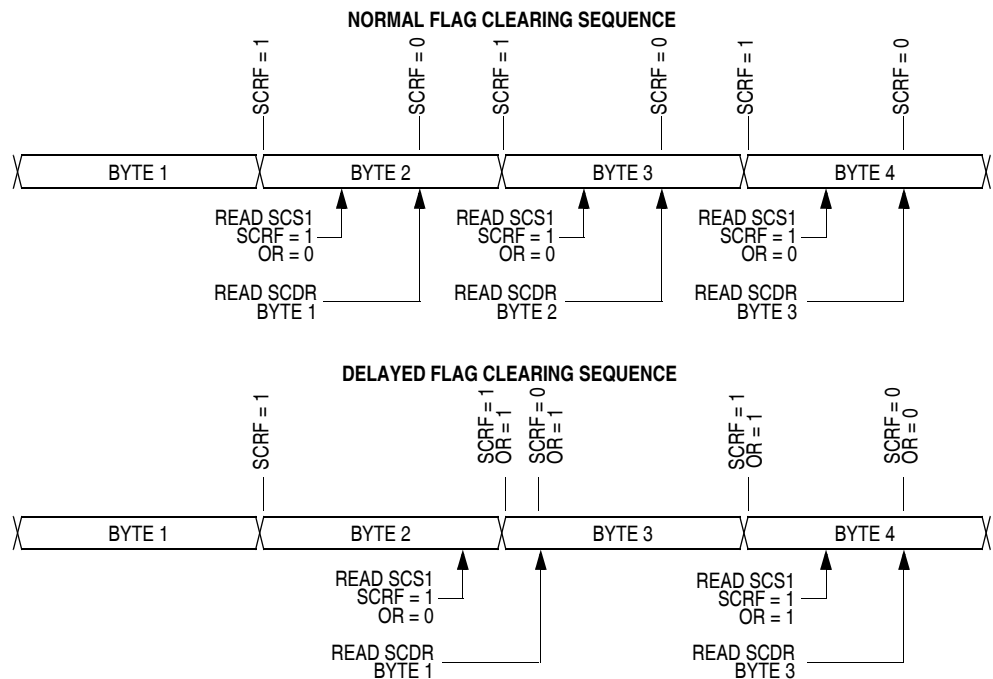 NORMAL FLAG CLEARING SEQUENCE
SCRF = 1
SCRF = 0
SCRF = 1
SCRF = 0
SCRF = 1
SCRF = 0
BYTE 1
BYTE 2
BYTE 3
BYTE 4
READ SCS1
SCRF = 1
OR = 0
READ SCS1
SCRF = 1
OR = 0
READ SCS1
SCRF = 1
OR = 0
READ SCDR
BYTE 1
READ SCDR
BYTE 2
READ SCDR
BYTE 3
DELAYED FLAG CLEARING SEQUENCE
SCRF = 1
SCRF = 1
OR = 1
SCRF = 0
OR = 1
SCRF = 1
OR = 1
SCRF = 0
OR = 0
BYTE 1
BYTE 2
BYTE 3
BYTE 4
READ SCS1
SCRF = 1
OR = 0
READ SCS1
SCRF = 1
OR = 1
READ SCDR
BYTE 1
READ SCDR
BYTE 3